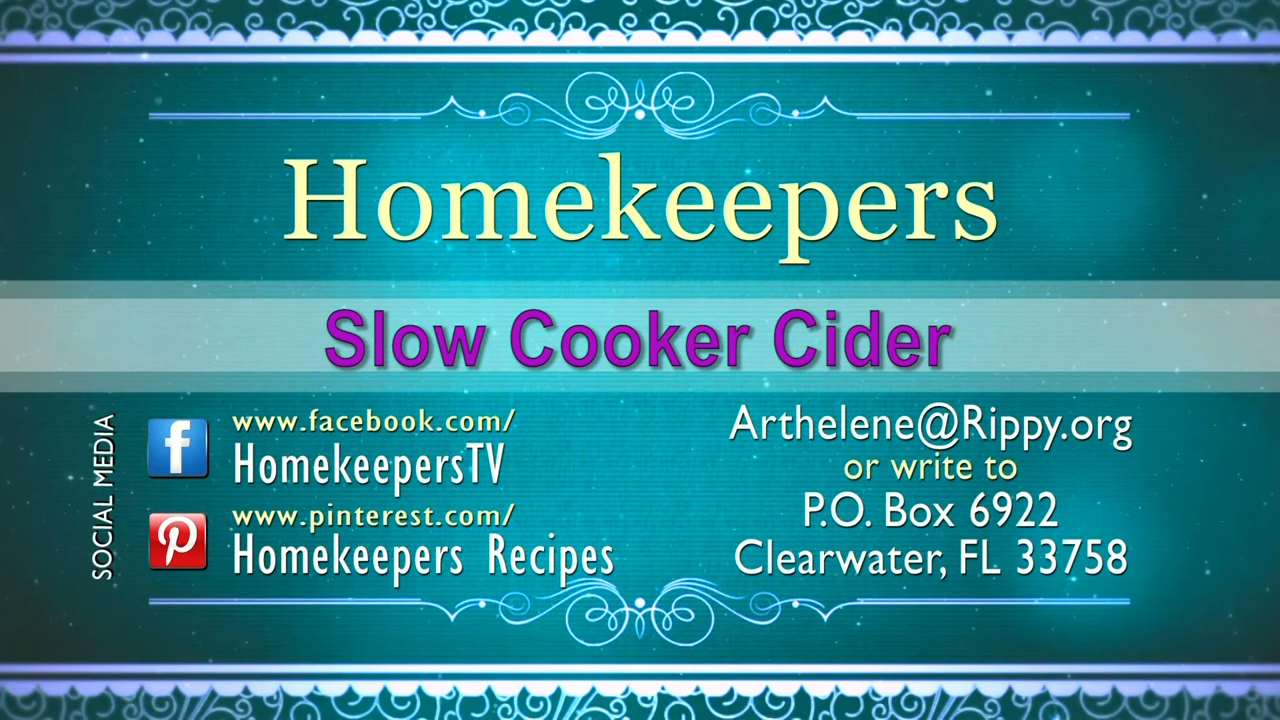 Homekeepers
Slow Cooker Cider
SOCIAL MEDIA
f
www.facebook.com/
HomekeepersTV
P
www.pinterest.com/
Homekeepers Recipes
Arthelene@Rippy.org
or write to
P.O. Box 6922
Clearwater, FL 33758